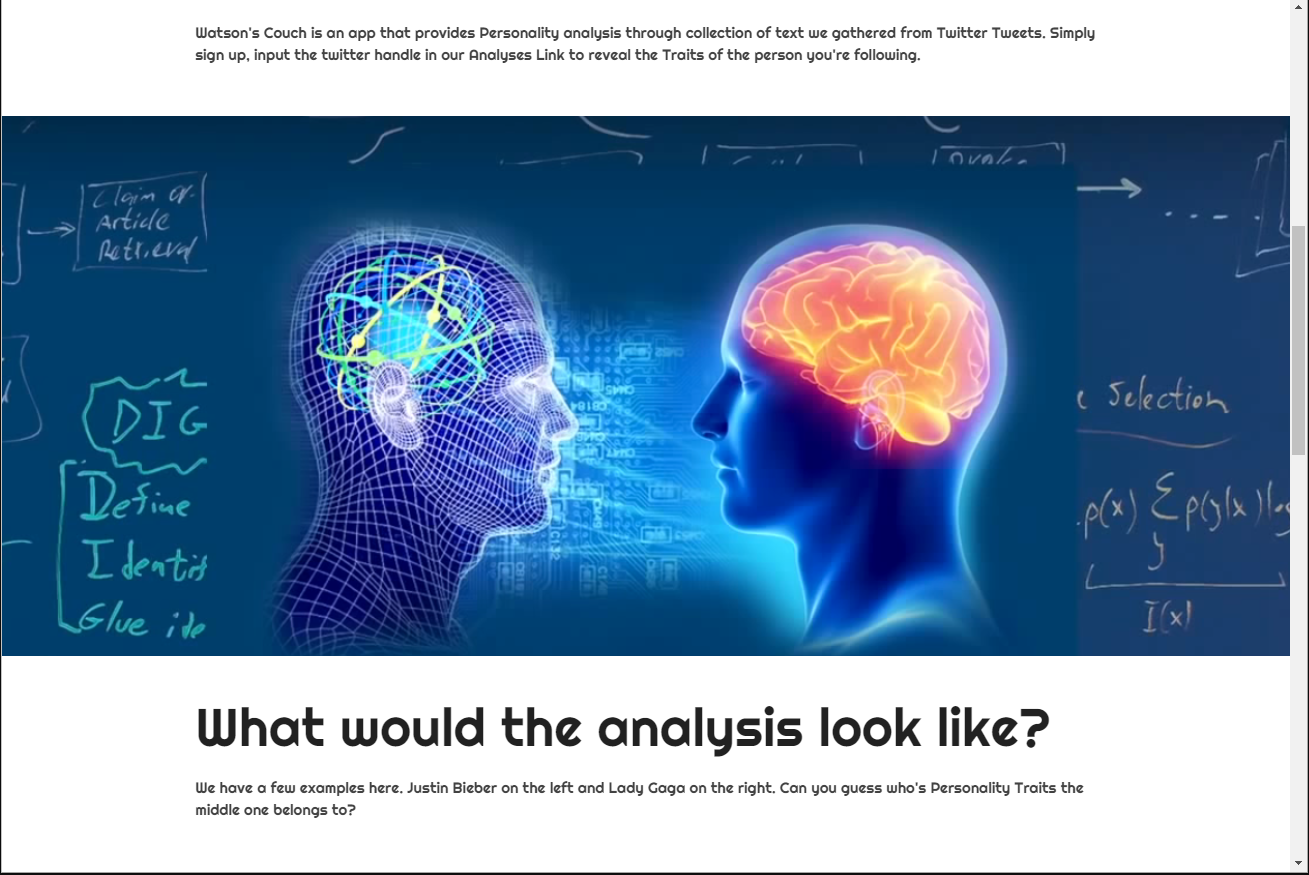 Watson's Couch is an app that provides Personality analysis through collection of text we gathered from Twitter Tweets. Simply
sign up, input the twitter handle in our Analyses Link to reveal the Traits of the person you're following.
Claim or
Article
Retrieval
DIG
Define
Identif
Glue ide
Selection
p(x) Σ p(y|x) log
y
I(x)
What would the analysis look like?
We have a few examples here. Justin Bieber on the left and Lady Gaga on the right. Can you guess who's Personality Traits the
middle one belongs to?